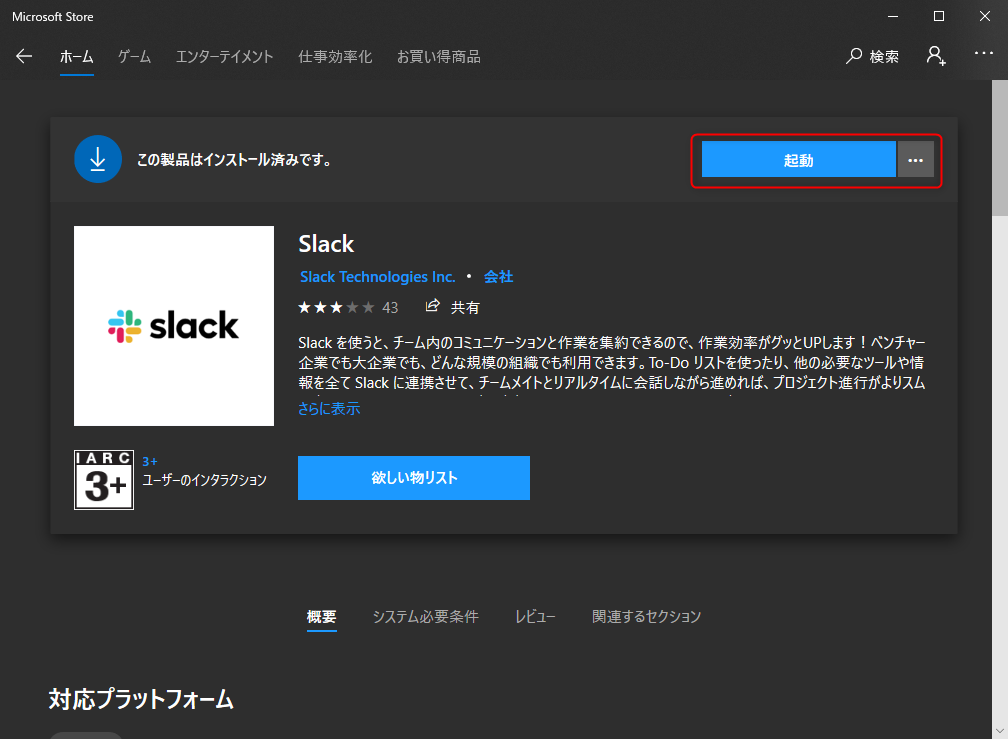 Microsoft Store
ホーム ゲーム エンターテイメント 仕事効率化 お買い得商品 検索
この製品はインストール済みです。
起動
slack
Slack
Slack Technologies Inc. • 会社
43 共有
Slack を使うと、チーム内のコミュニケーションと作業を集約できるので、作業効率がグッとUPします！ベンチャー
企業でも大企業でも、どんな規模の組織でも利用できます。To-Do リストを使ったり、他の必要なツールや情
報を全て Slack に連携させて、チームメイトとリアルタイムに会話しながら進めれば、プロジェクト進行がよりスム
さらに表示
IARC
3+
3+
ユーザーのインタラクション
欲しい物リスト
概要 システム必要条件 レビュー 関連するセクション
対応プラットフォーム